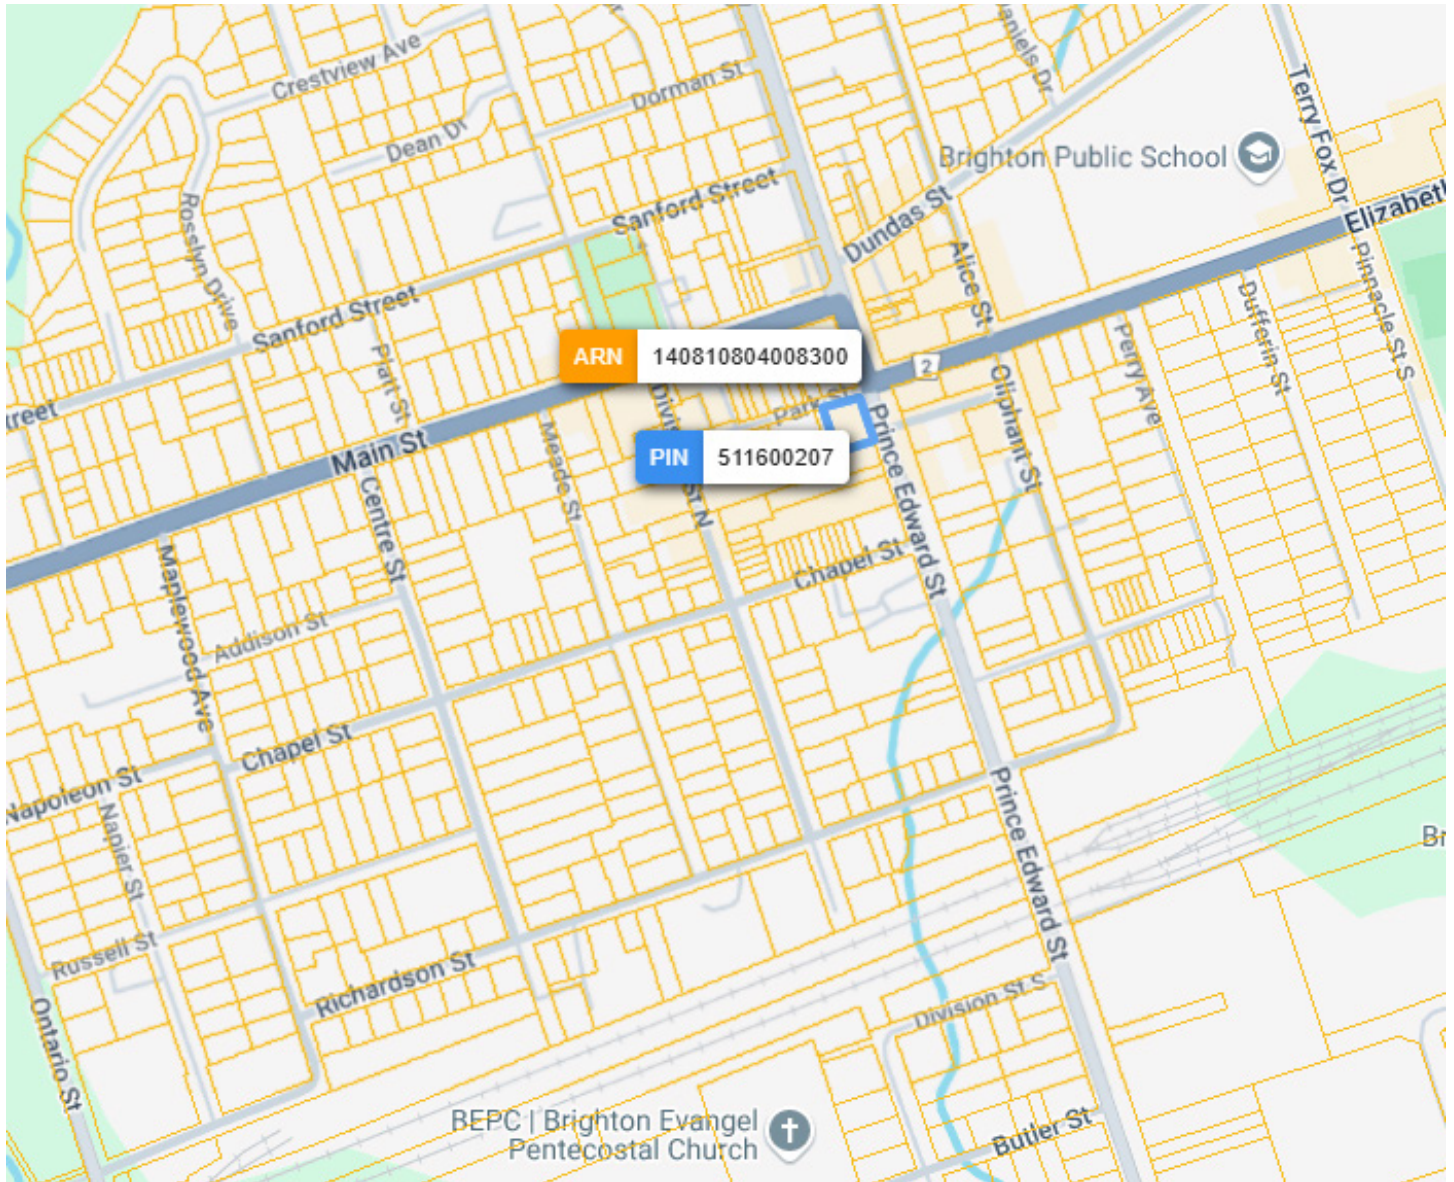 Crestview Ave
Dorman St
Dean Dr
Terry Fox Dr
Brighton Public School
Rosslyn Drive
Sanford Street
Dundas St
Elizabeth
Alice St
Sanford Street
Pinnacle St S
Dufferin St
Platt St
ARN 140810804008300
2
Perry Ave
Oliphant St
Park
Main St
Meade St
PIN 511600207
St N
Prince Edward St
Centre St
Chapel St
Maplewood Ave
Addison St
Chapel St
Napoleon St
Napier St
Prince Edward St
Russell St
Richardson St
Division St S
Ontario St
BEPC | Brighton Evangel
Pentecostal Church
Butler St